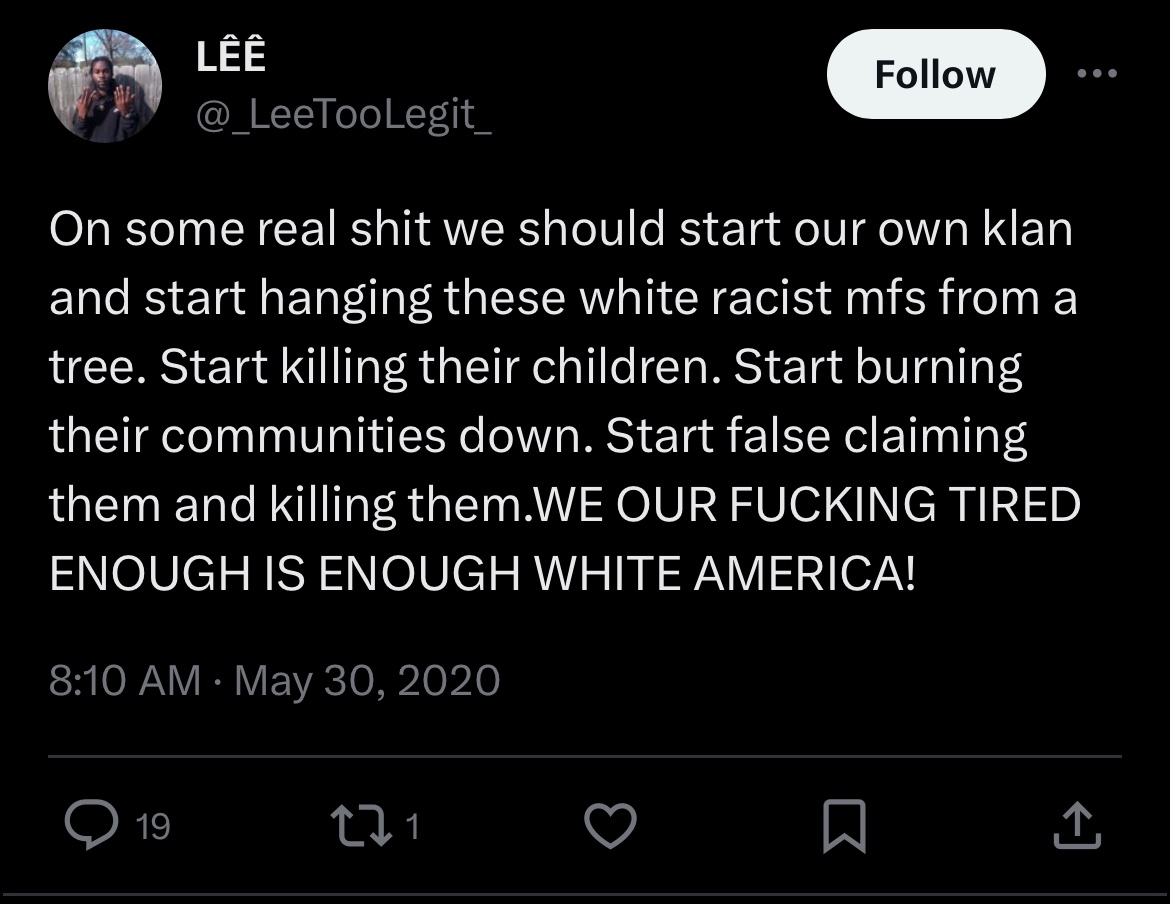 LÊÊ
@_LeeTooLegit_
Follow
On some real shit we should start our own klan
and start hanging these white racist mfs from a
tree. Start killing their children. Start burning
their communities down. Start false claiming
them and killing them.WE OUR FUCKING TIRED
ENOUGH IS ENOUGH WHITE AMERICA!
8:10 AM · May 30, 2020
19
1